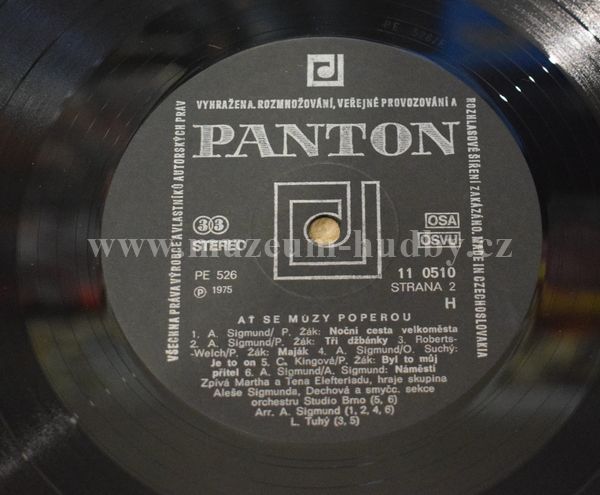 PE 526/E
VYHRAŽENA. ROZMNOŽOVÁNÍ, VEŘEJNÉ PROVOZOVÁNÍ A
ROZHLASOVÉ ŠÍŘENÍ ZAKÁZÁNO. MADE IN CZECHOSLOVAKIA
VŠECHNA PRÁVA VÝROBCE A VLASTNÍKŮ AUTORSKÝCH PRÁV
PANTON
33
STEREO
OSA
OSVU
www.muzeum-hudby.cz
PE 526
11 0510
℗ 1975
STRANA 2
H
AŤ SE MÚZY POPEROU
1. A. Sigmund/ P. Žák: Noční cesta velkoměsta
2. A. Sigmund/P. Žák: Tři džbánky 3. Roberts-
-Welch/P. Žák: Maják 4. A. Sigmund/O. Suchý:
Je to on 5. C. Kingová/P. Žák: Byl to můj
přítel 6. A. Sigmund/A. Sigmund: Náměstí
Zpívá Martha a Tena Elefteriadu, hraje skupina
Aleše Sigmunda, Dechová a smyčc. sekce
orchestru Studio Brno (5, 6)
Arr. A. Sigmund (1, 2, 4, 6)
L. Tuhý (3, 5)